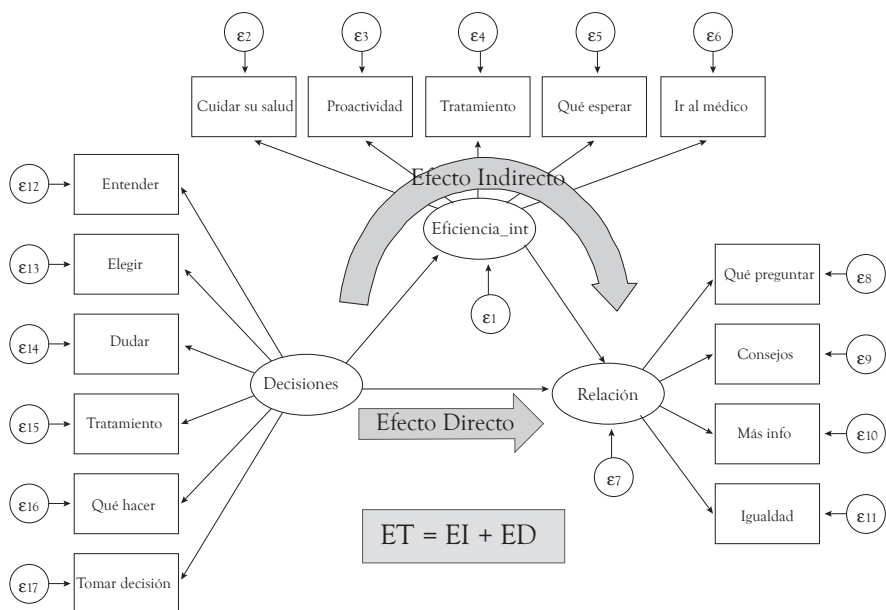 ε2
ε3
ε4
ε5
ε6
Cuidar su salud
Proactividad
Tratamiento
Qué esperar
Ir al médico
Efecto Indirecto
ε12
Entender
Eficiencia_int
ε13
Elegir
Qué preguntar
ε8
ε1
ε14
Dudar
Consejos
ε9
Decisiones
Relación
ε15
Tratamiento
Efecto Directo
Más info
ε10
ε7
ε16
Qué hacer
Igualdad
ε11
ET = EI + ED
ε17
Tomar decisión